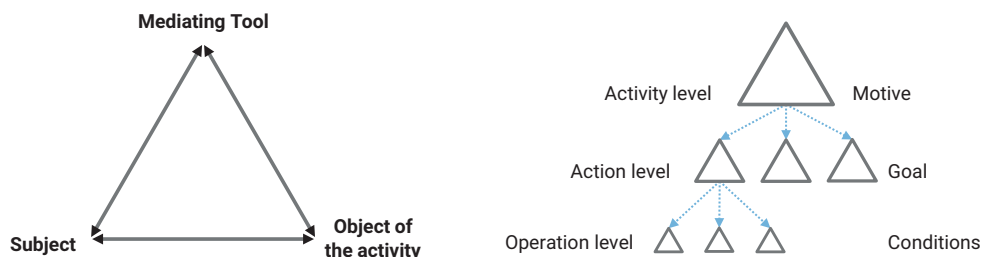 Mediating Tool
Subject
Object of
the activity
Activity level
Motive
Action level
Goal
Operation level
Conditions